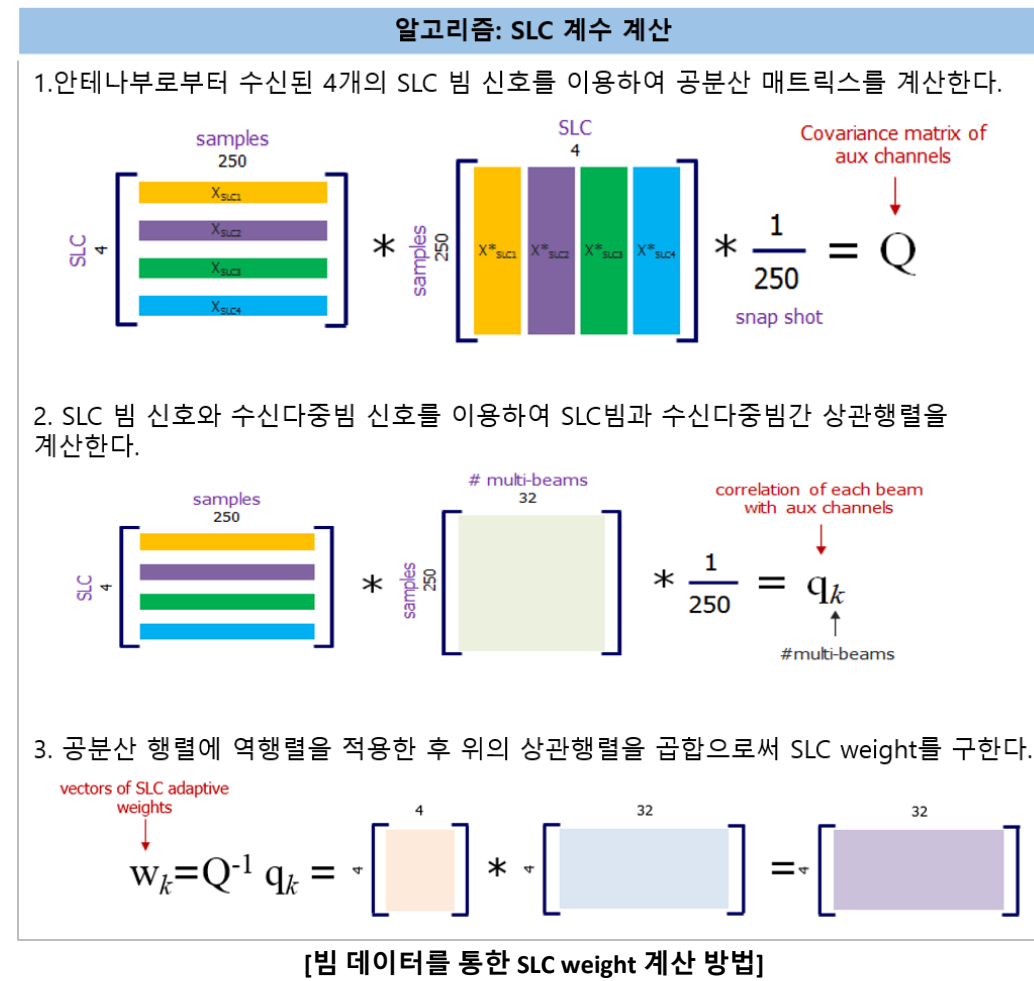 알고리즘: SLC 계수 계산
1.안테나부로부터 수신된 4개의 SLC 빔 신호를 이용하여 공분산 매트릭스를 계산한다.
samples
250
SLC
4
X_SLC1
X_SLC2
X_SLC3
X_SLC4
*
SLC
4
samples
250
X*_SLC1 X*_SLC2 X*_SLC3 X*_SLC4
* 1/250 = Q
snap shot
Covariance matrix of
aux channels
2. SLC 빔 신호와 수신다중빔 신호를 이용하여 SLC빔과 수신다중빔간 상관행렬을
계산한다.
samples
250
SLC
4
*
# multi-beams
32
samples
250
* 1/250 = q_k
correlation of each beam
with aux channels
#multi-beams
3. 공분산 행렬에 역행렬을 적용한 후 위의 상관행렬을 곱합으로써 SLC weight를 구한다.
vectors of SLC adaptive
weights
w_k=Q^-1 q_k =
4
4
*
32
4
=
32
4
[빔 데이터를 통한 SLC weight 계산 방법]